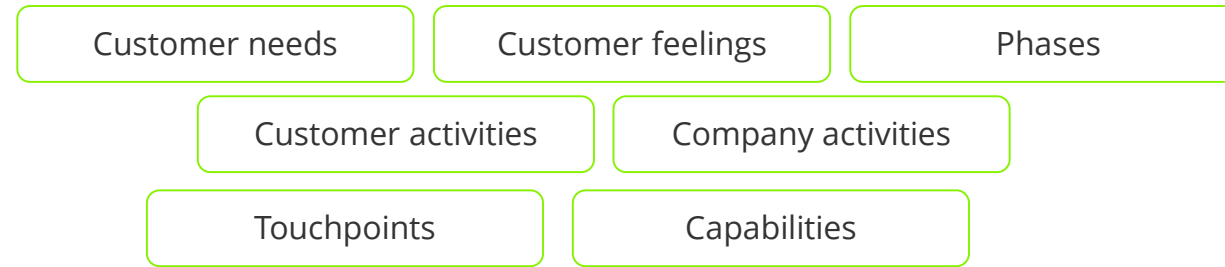 Customer needs Customer feelings Phases
Customer activities Company activities
Touchpoints Capabilities